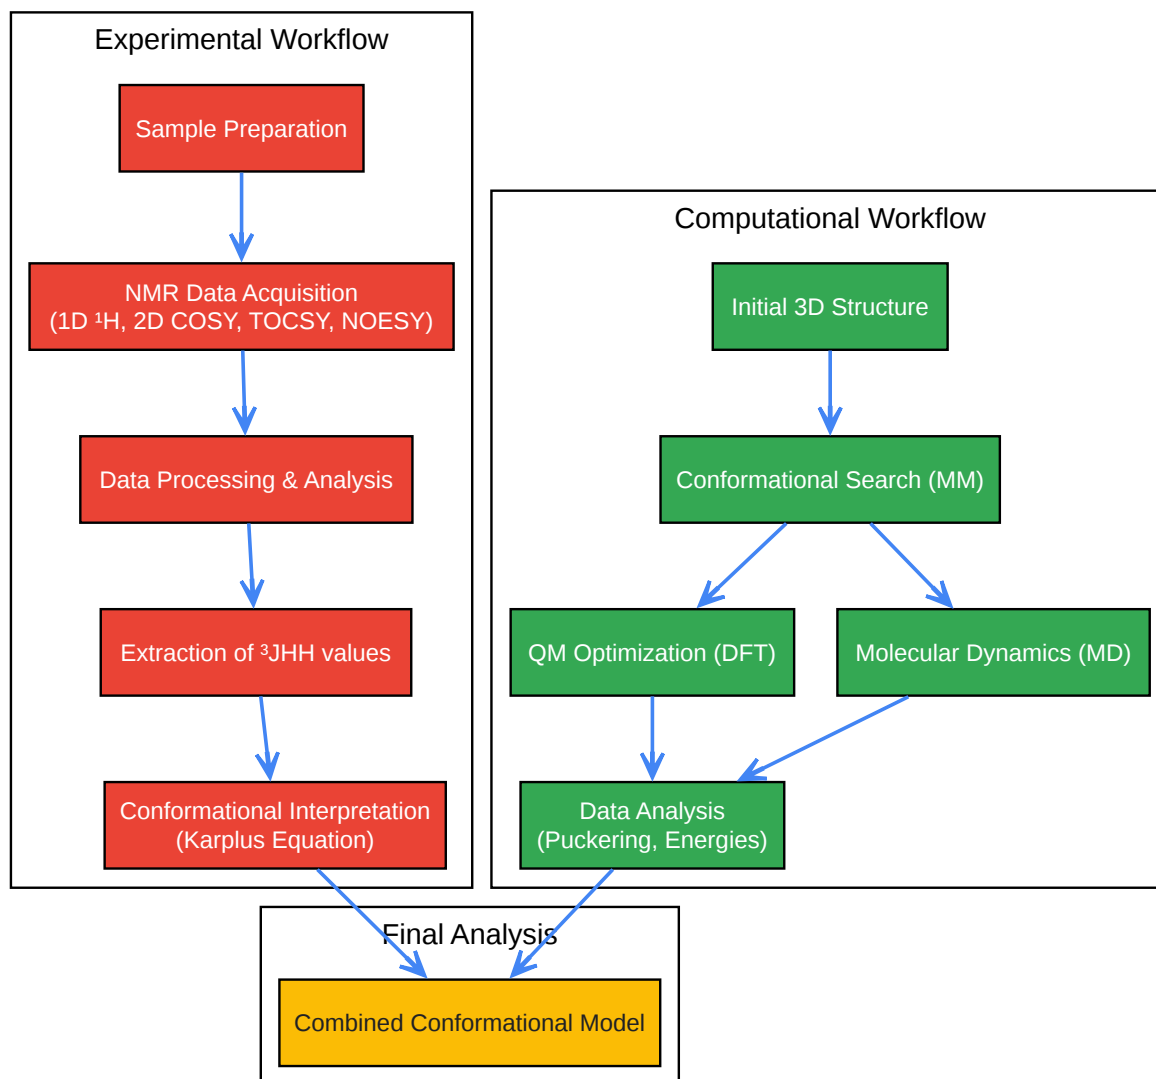 Experimental Workflow
Sample Preparation
NMR Data Acquisition
(1D ¹H, 2D COSY, TOCSY, NOESY)
Data Processing & Analysis
Extraction of ³JHH values
Conformational Interpretation
(Karplus Equation)
Computational Workflow
Initial 3D Structure
Conformational Search (MM)
QM Optimization (DFT)
Molecular Dynamics (MD)
Data Analysis
(Puckering, Energies)
Final Analysis
Combined Conformational Model